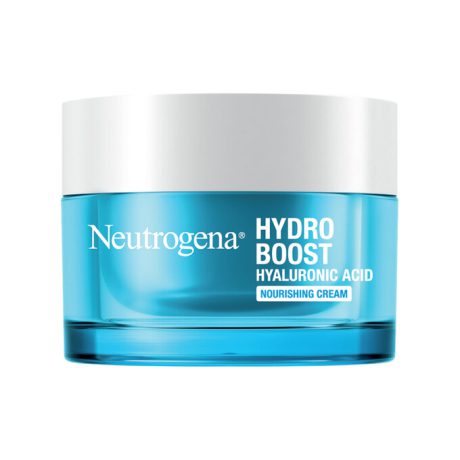 Neutrogena®
HYDRO
BOOST
HYALURONIC ACID
NOURISHING CREAM